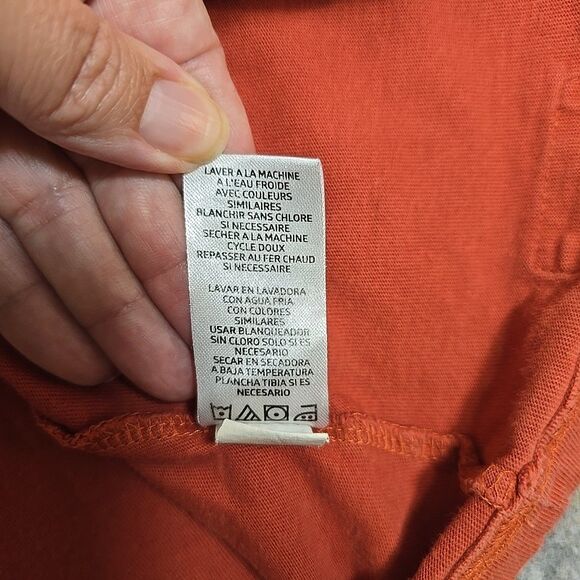 LAVER A LA MACHINE
A L'EAU FROIDE
AVEC COULEURS
SIMILAIRES
BLANCHIR SANS CHLORE
SI NECESSAIRE
SECHER A LA MACHINE
CYCLE DOUX
REPASSER AU FER CHAUD
SI NECESSAIRE
LAVAR EN LAVADORA
CON AGUA FRIA
CON COLORES
SIMILARES
USAR BLANQUEADOR
SIN CLORO SOLO SI ES
NECESARIO
SECAR EN SECADORA
A BAJA TEMPERATURA
PLANCHA TIBIA SI ES
NECESARIO